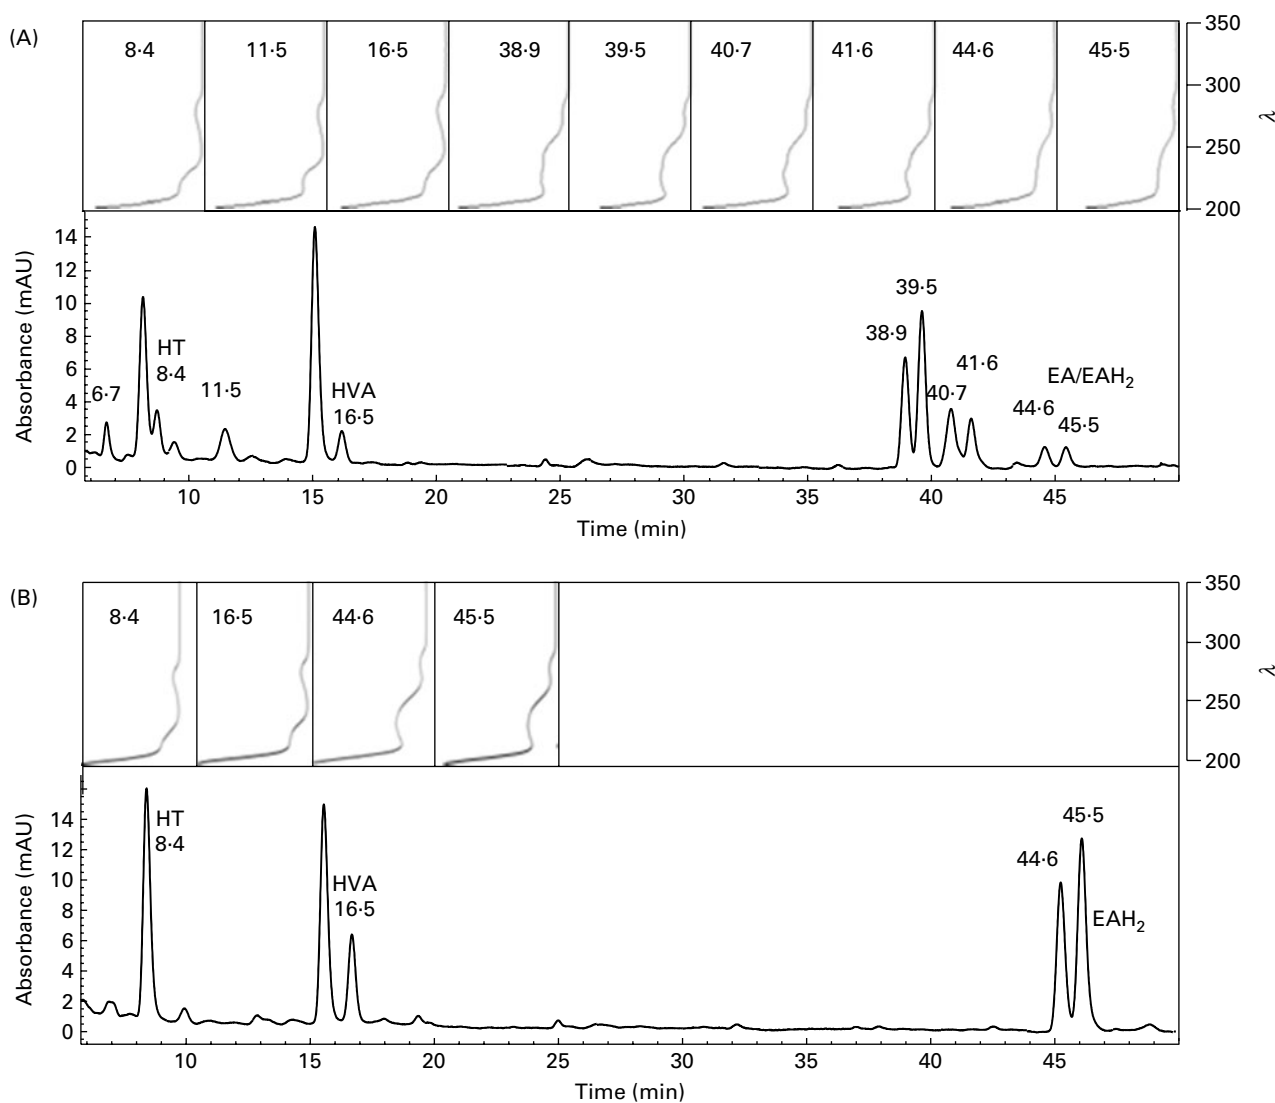 (A)
8·4 11·5 16·5 38·9 39·5 40·7 41·6 44·6 45·5
350
300
250
200
λ
Absorbance (mAU)
14
12
10
8
6
4
2
0
6·7
HT
8·4
11·5
HVA
16·5
38·9
39·5
40·7
41·6
EA/EAH₂
44·6
45·5
10 15 20 25 30 35 40 45
Time (min)
(B)
8·4 16·5 44·6 45·5
350
300
250
200
λ
Absorbance (mAU)
14
12
10
8
6
4
2
0
HT
8·4
HVA
16·5
44·6
45·5
EAH₂
10 15 20 25 30 35 40 45
Time (min)